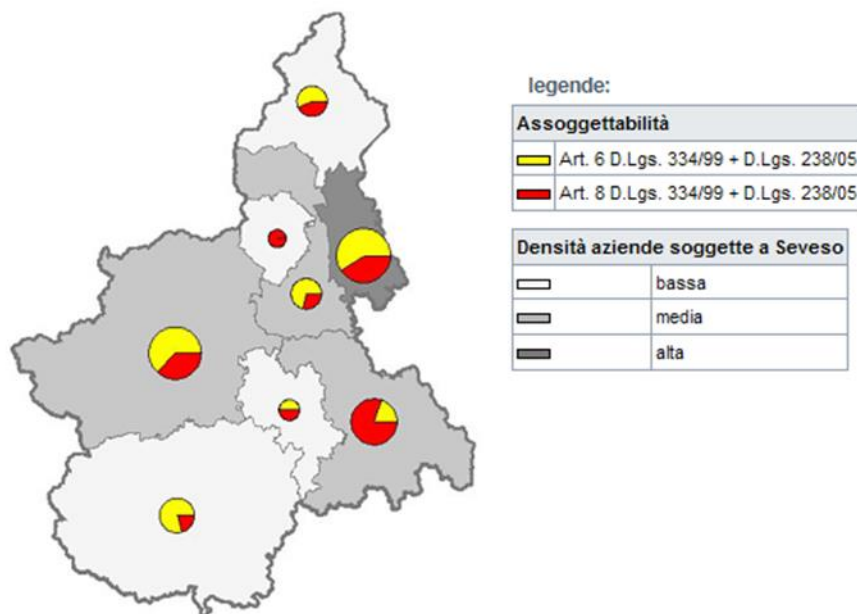 legende:
Assoggettabilità
Art. 6 D.Lgs. 334/99 + D.Lgs. 238/05
Art. 8 D.Lgs. 334/99 + D.Lgs. 238/05
Densità aziende soggette a Seveso
bassa
media
alta